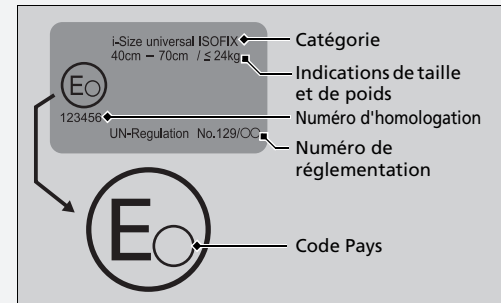 i-Size universal ISOFIX
40cm – 70cm / ≤ 24kg
E○
123456
UN-Regulation No.129/○○
Catégorie
Indications de taille
et de poids
Numéro d'homologation
Numéro de
réglementation
E○
Code Pays